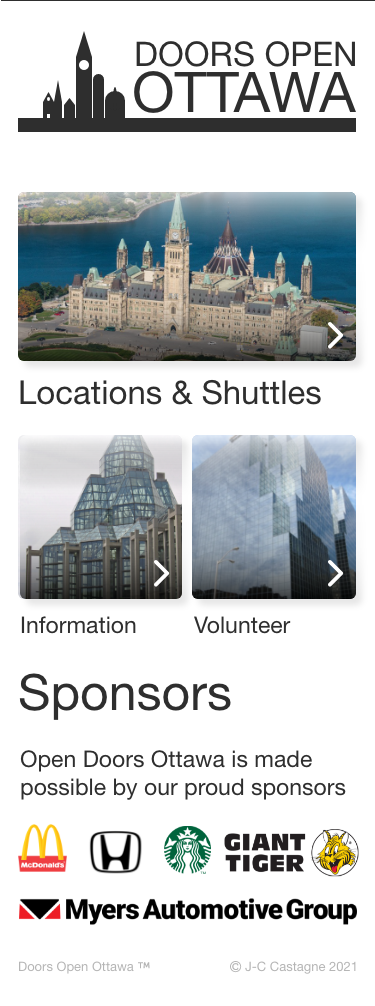 DOORS OPEN
OTTAWA
Locations & Shuttles
Information
Volunteer
Sponsors
Open Doors Ottawa is made
possible by our proud sponsors
McDonald's
GIANT
TIGER
Myers Automotive Group
Doors Open Ottawa ™
© J-C Castagne 2021